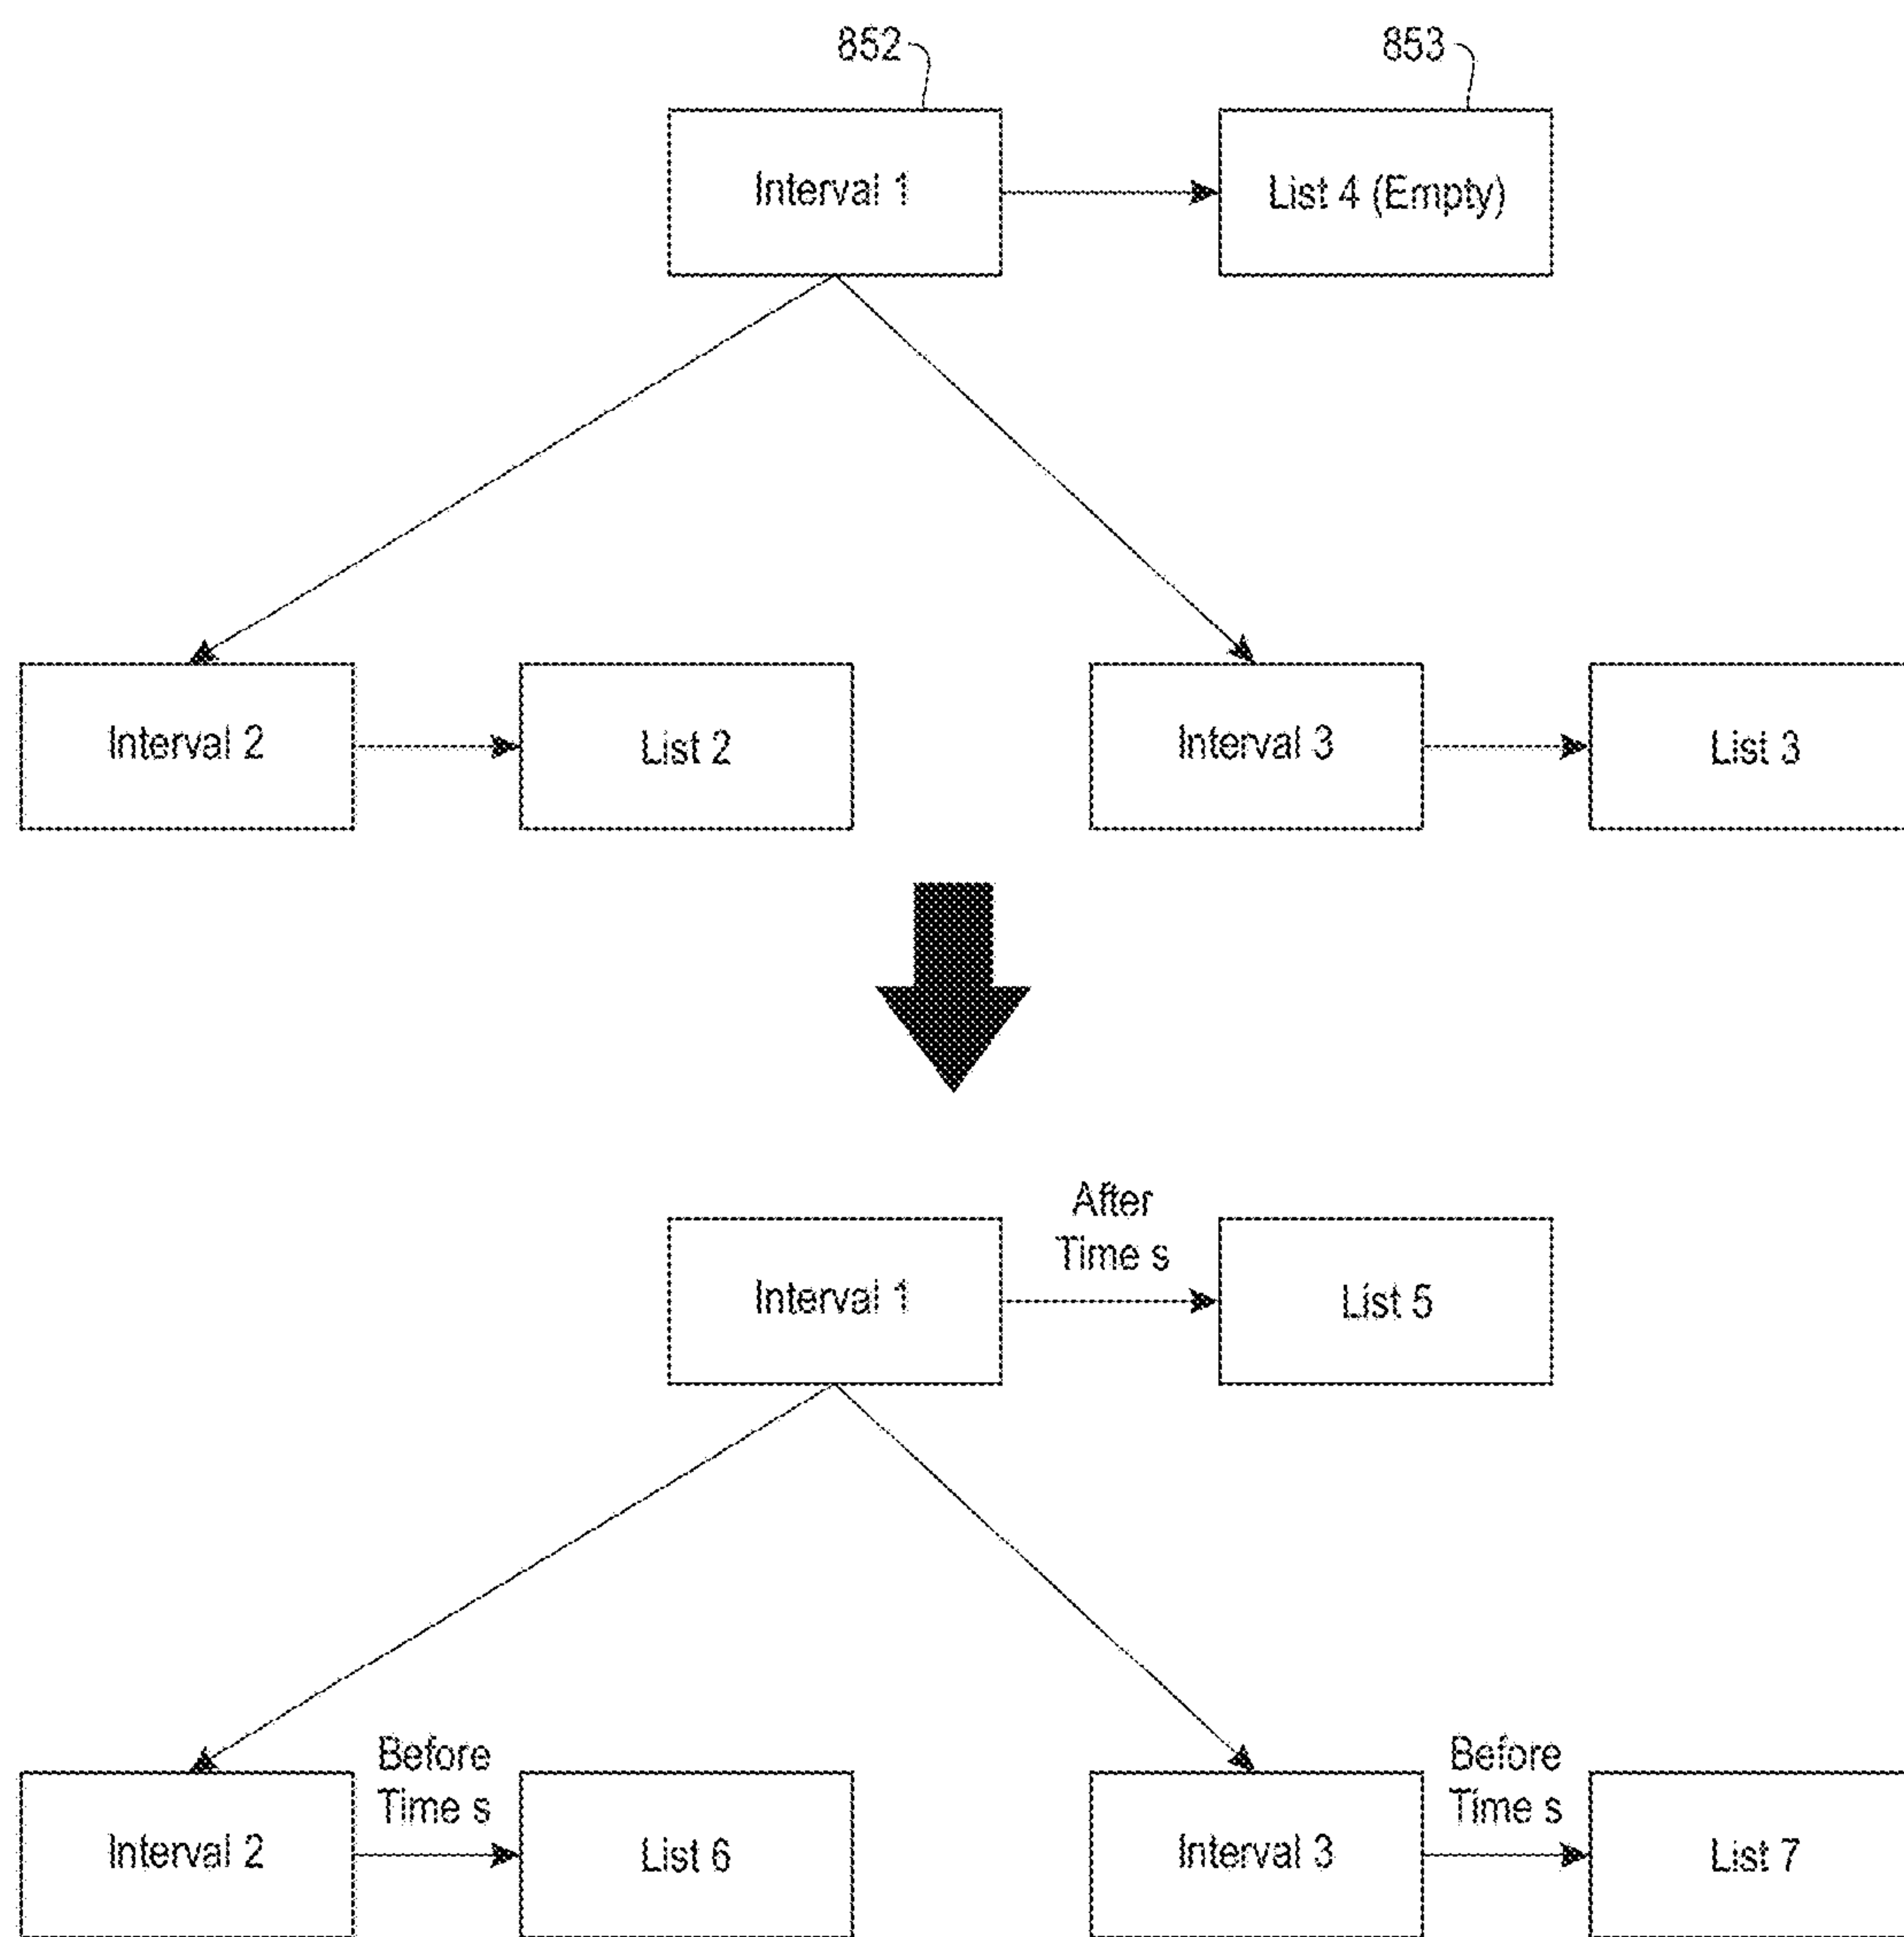 852
853
Interval 1
List 4 (Empty)
Interval 2
List 2
Interval 3
List 3
After
Time s
Interval 1
List 5
Before
Time s
Before
Time s
Interval 2
List 6
Interval 3
List 7